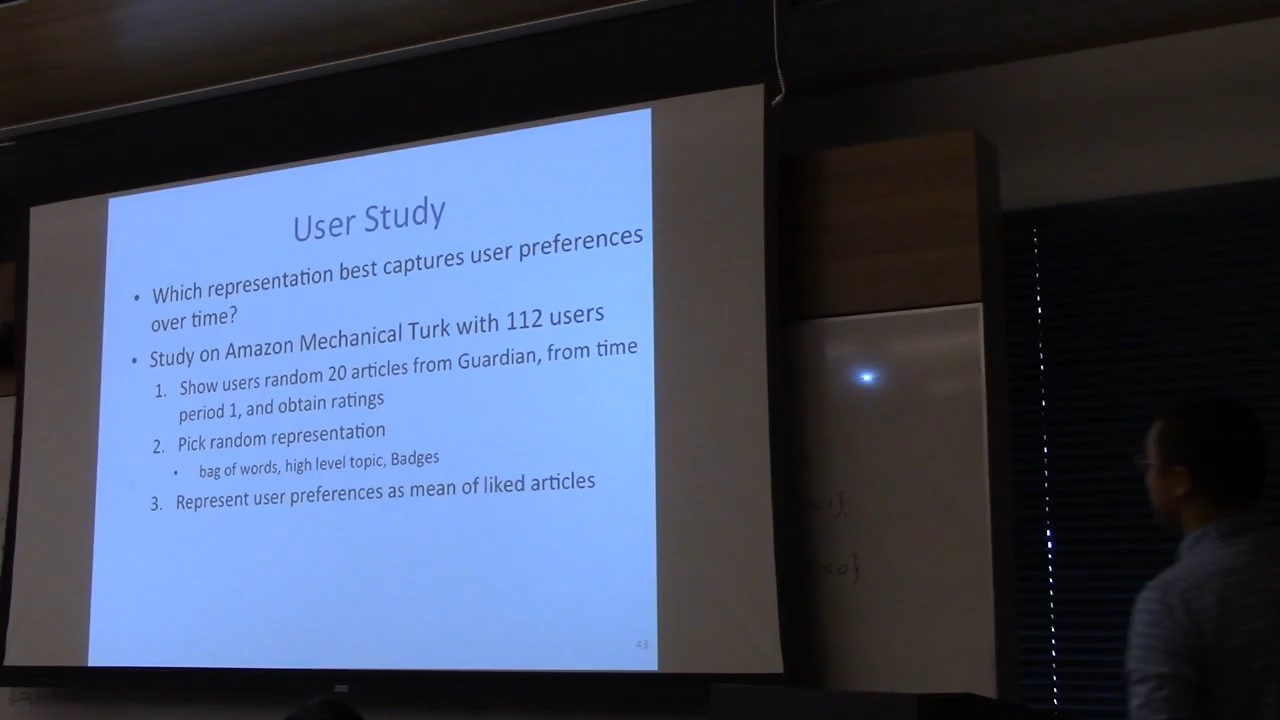 User Study
• Which representation best captures user preferences
over time?
• Study on Amazon Mechanical Turk with 112 users
1. Show users random 20 articles from Guardian, from time
period 1, and obtain ratings
2. Pick random representation
• bag of words, high level topic, Badges
3. Represent user preferences as mean of liked articles
43
<0}